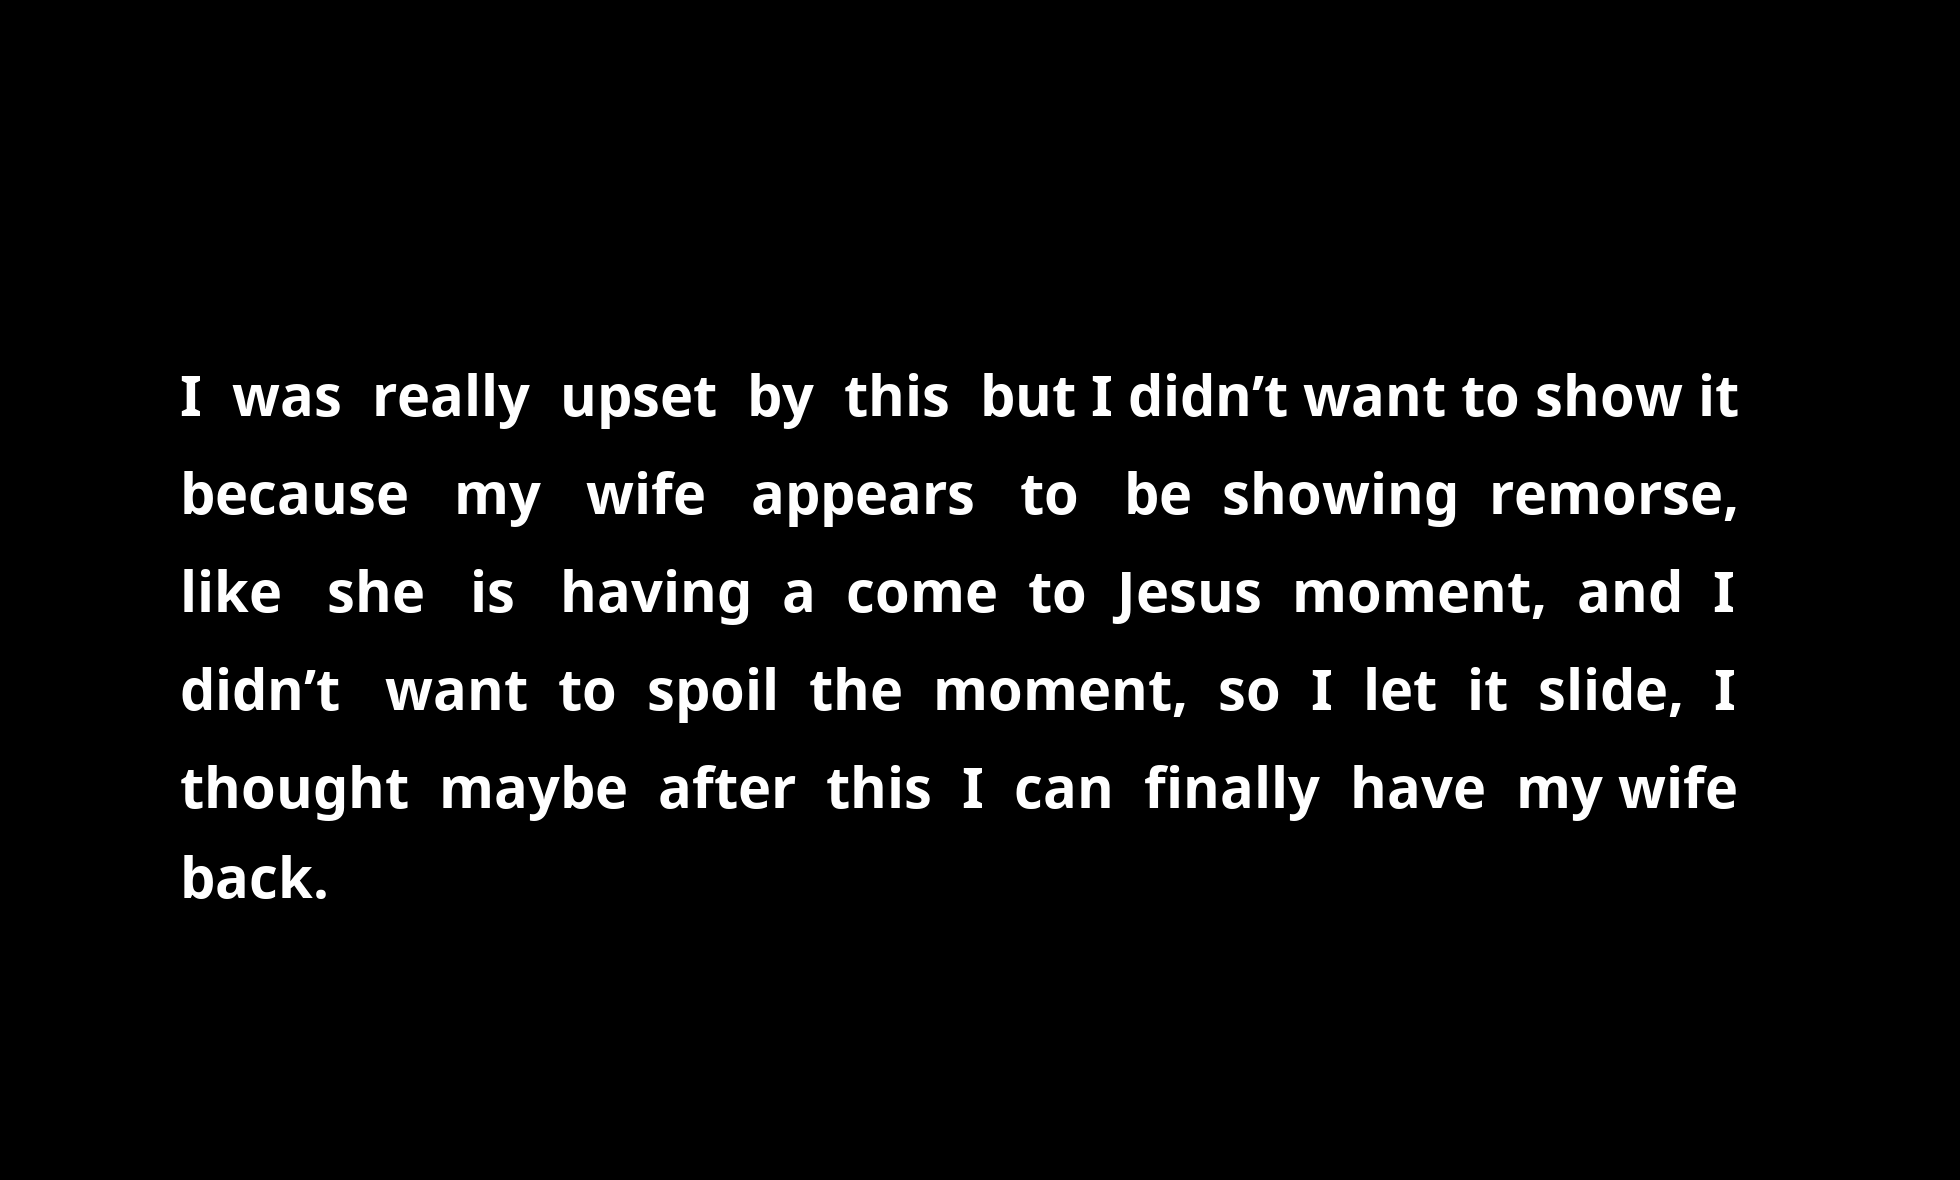 I was really upset by this but I didn’t want to show it
because my wife appears to be showing remorse,
like she is having a come to Jesus moment, and I
didn’t want to spoil the moment, so I let it slide, I
thought maybe after this I can finally have my wife
back.